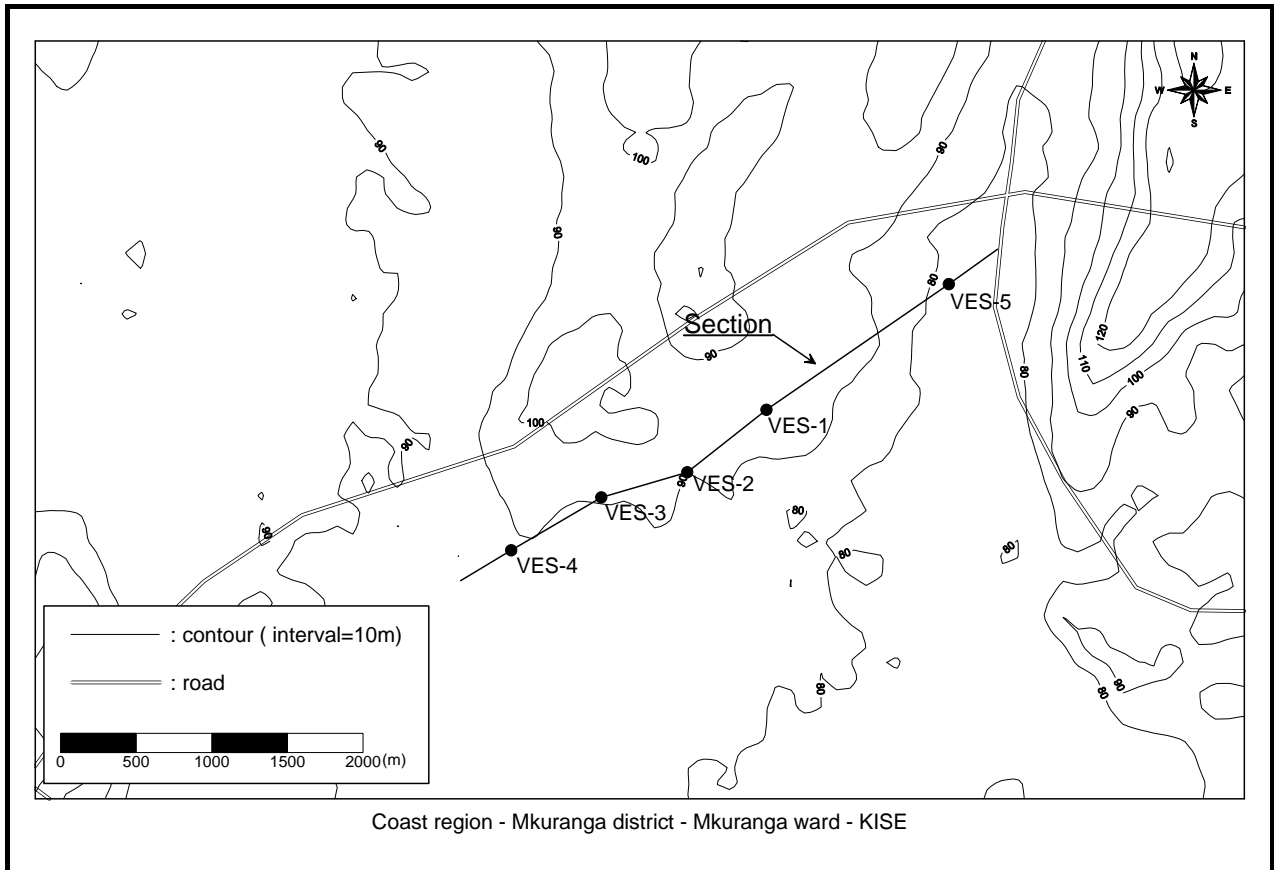 N
W E
S
90
100
90
90
80
120
110
100
90
80
90
100
90
90
90
80
80
80
80
80
90
Section
VES-5
VES-1
VES-2
VES-3
VES-4
: contour ( interval=10m)
: road
0 500 1000 1500 2000(m)
Coast region - Mkuranga district - Mkuranga ward - KISE